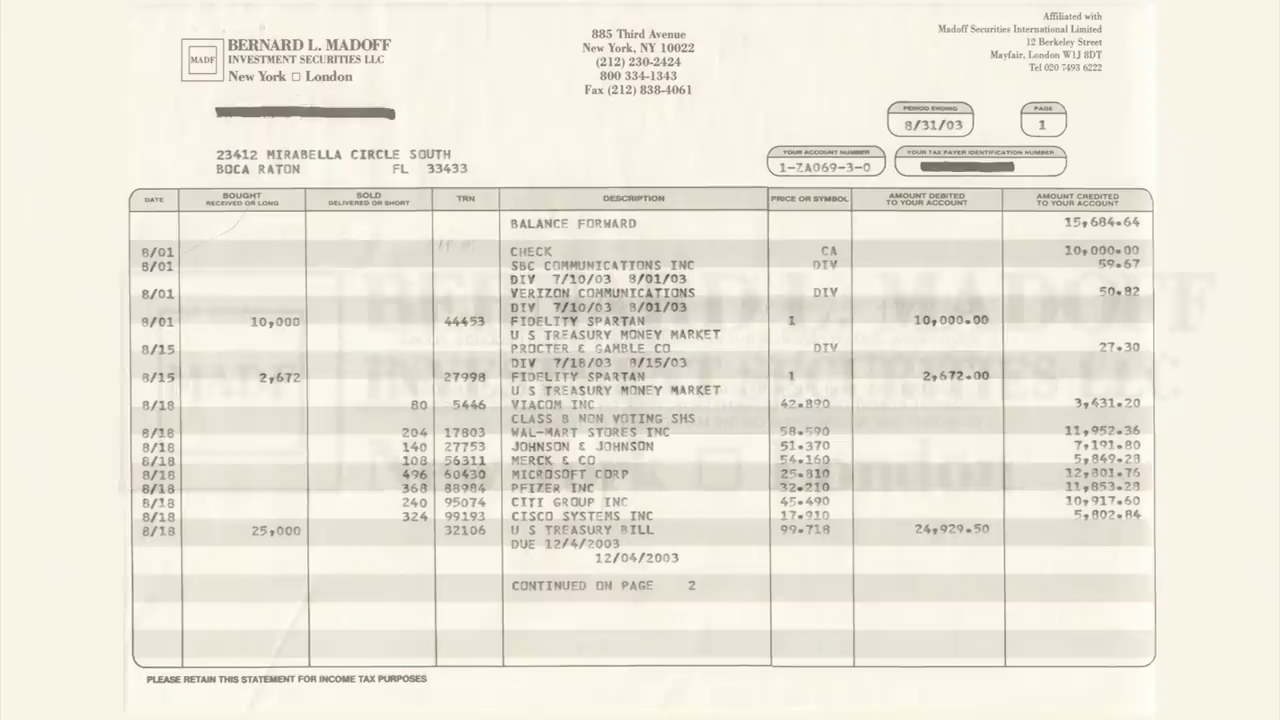 MADF
BERNARD L. MADOFF
INVESTMENT SECURITIES LLC
New York □ London
885 Third Avenue
New York, NY 10022
(212) 230-2424
800 334-1343
Fax (212) 838-4061
Affiliated with
Madoff Securities International Limited
12 Berkeley Street
Mayfair, London W1J 8DT
Tel 020 7493 6222
PERIOD ENDING
8/31/03
PAGE
1
23412 MIRABELLA CIRCLE SOUTH
BOCA RATON FL 33433
YOUR ACCOUNT NUMBER
1-ZA069-3-0
YOUR TAX PAYER IDENTIFICATION NUMBER
DATE BOUGHT RECEIVED OR LONG SOLD DELIVERED OR SHORT TRN DESCRIPTION PRICE OR SYMBOL AMOUNT DEBITED TO YOUR ACCOUNT AMOUNT CREDITED TO YOUR ACCOUNT
BALANCE FORWARD 15,684.64
8/01 CHECK CA 10,000.00
8/01 SBC COMMUNICATIONS INC DIV 59.67
DIV 7/10/03 8/01/03
8/01 VERIZON COMMUNICATIONS DIV 50.82
DIV 7/10/03 8/01/03
8/01 10,000 44453 FIDELITY SPARTAN 1 10,000.00
U S TREASURY MONEY MARKET
8/15 PROCTER & GAMBLE CO DIV 27.30
DIV 7/18/03 8/15/03
8/15 2,672 27998 FIDELITY SPARTAN 1 2,672.00
U S TREASURY MONEY MARKET
8/18 80 5446 VIACOM INC 42.890 3,431.20
CLASS B NON VOTING SHS
8/18 204 17803 WAL-MART STORES INC 58.590 11,952.36
8/18 140 27753 JOHNSON & JOHNSON 51.370 7,191.80
8/18 108 56311 MERCK & CO 54.160 5,849.28
8/18 496 60430 MICROSOFT CORP 25.810 12,801.76
8/18 368 88984 PFIZER INC 32.210 11,853.28
8/18 240 95074 CITI GROUP INC 45.490 10,917.60
8/18 324 99193 CISCO SYSTEMS INC 17.910 5,802.84
8/18 25,000 32106 U S TREASURY BILL 99.718 24,929.50
DUE 12/4/2003
12/04/2003
CONTINUED ON PAGE 2
PLEASE RETAIN THIS STATEMENT FOR INCOME TAX PURPOSES